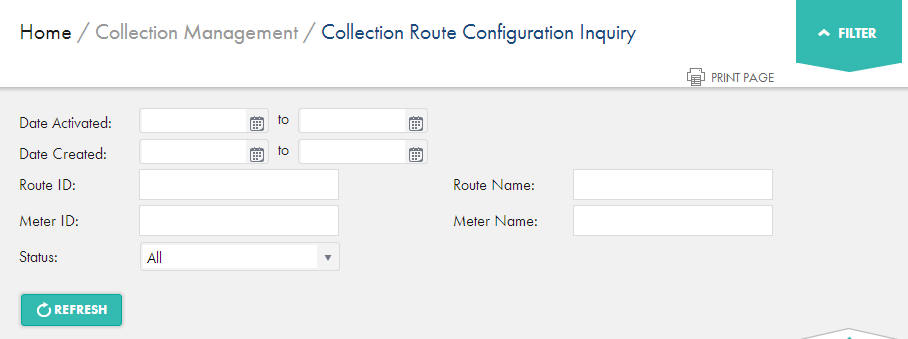 Home / Collection Management / Collection Route Configuration Inquiry
FILTER
PRINT PAGE
Date Activated: to
Date Created: to
Route ID: Route Name:
Meter ID: Meter Name:
Status: All
REFRESH